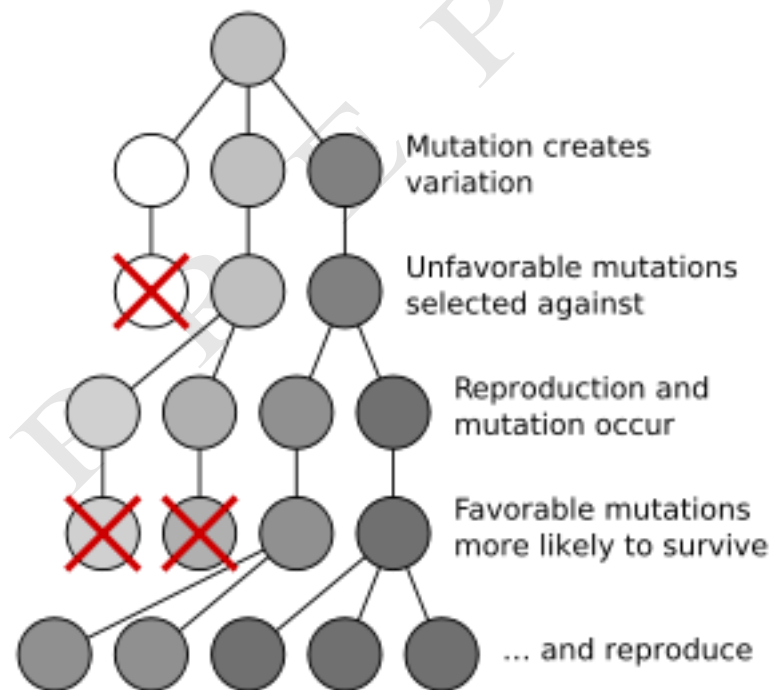 Mutation creates
variation
Unfavorable mutations
selected against
Reproduction and
mutation occur
Favorable mutations
more likely to survive
... and reproduce